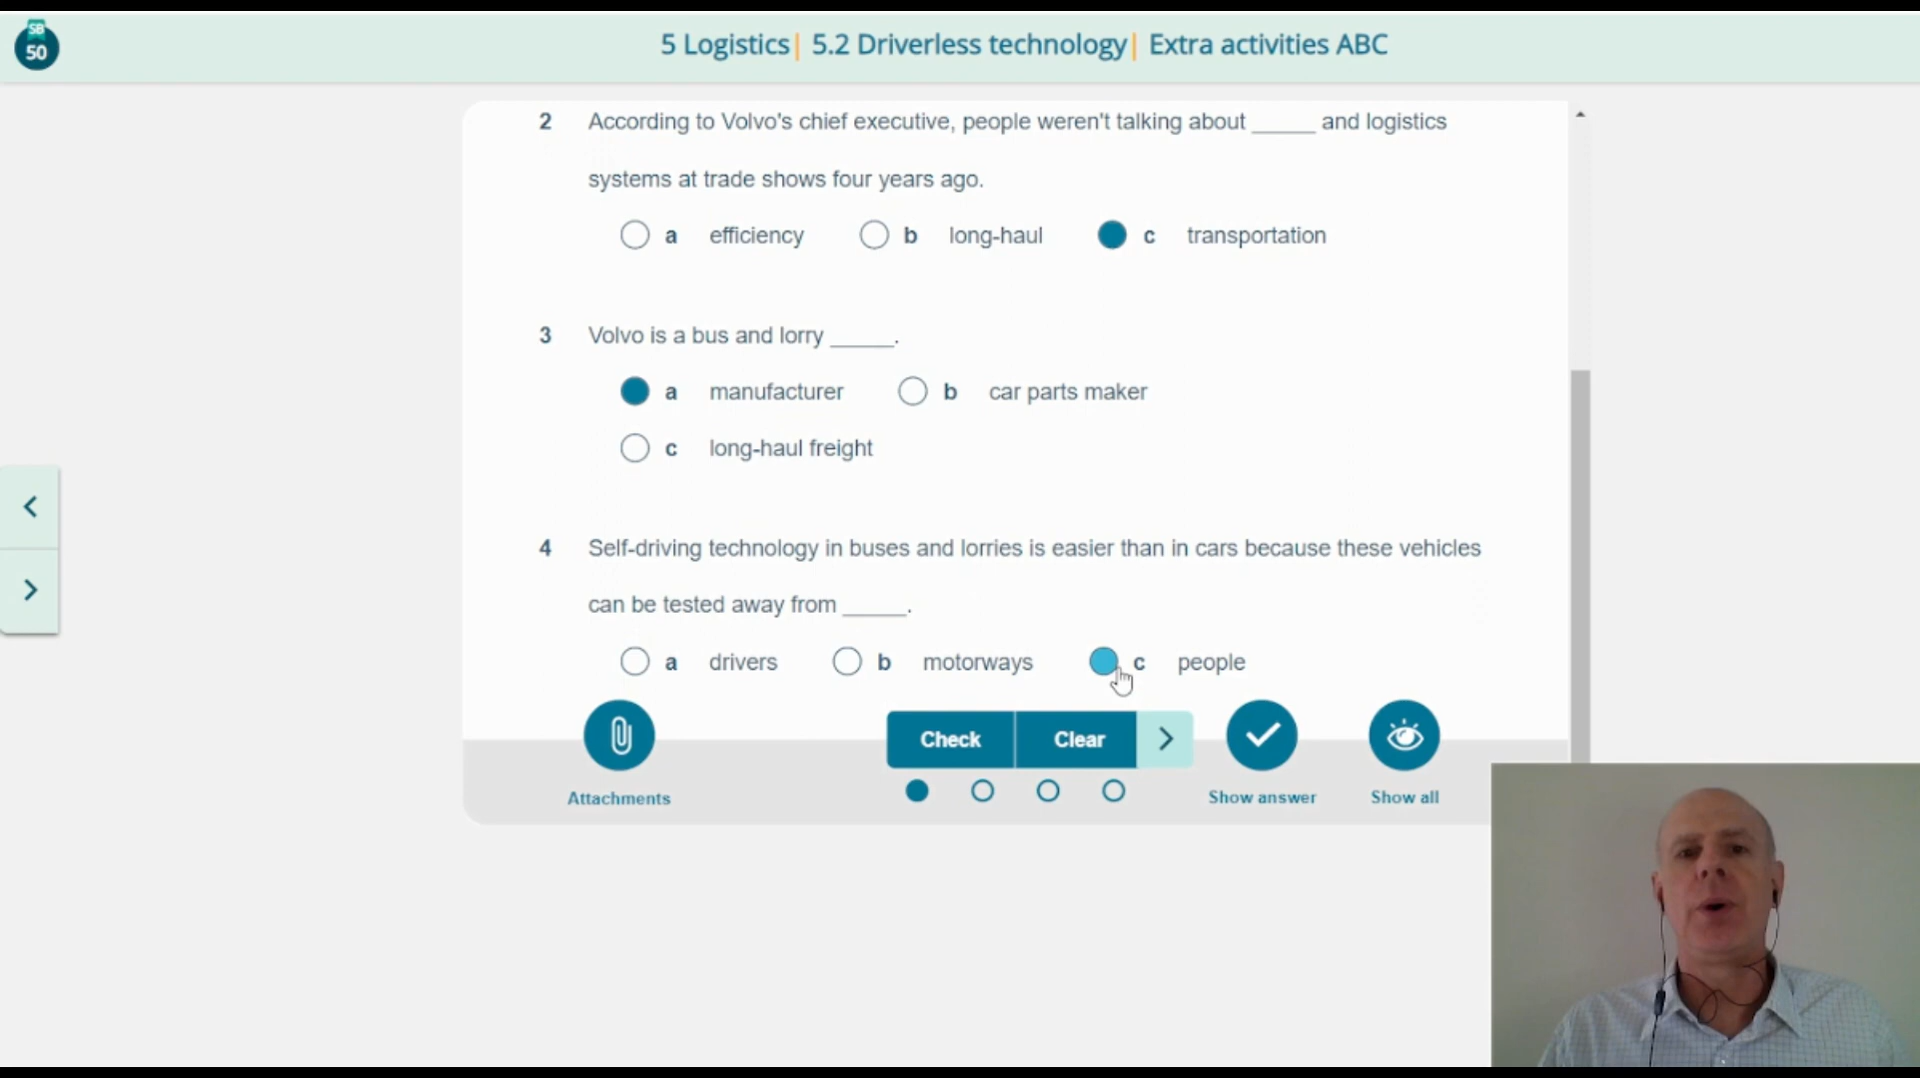 SB
50
5 Logistics| 5.2 Driverless technology| Extra activities ABC
2 According to Volvo's chief executive, people weren't talking about ______ and logistics
systems at trade shows four years ago.
a efficiency b long-haul c transportation
3 Volvo is a bus and lorry ______.
a manufacturer b car parts maker
c long-haul freight
4 Self-driving technology in buses and lorries is easier than in cars because these vehicles
can be tested away from ______.
a drivers b motorways c people
Check Clear
Attachments Show answer Show all